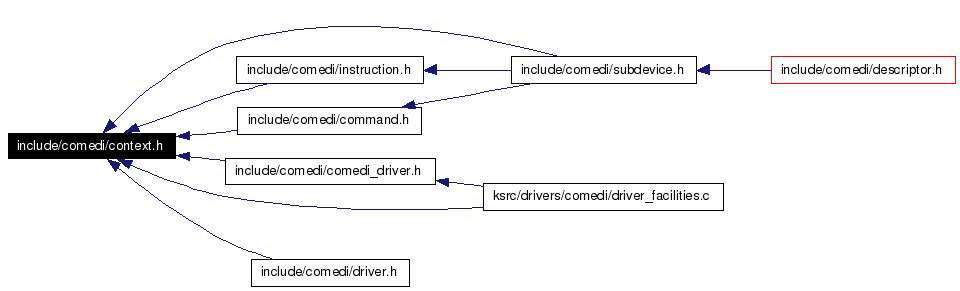 include/comedi/instruction.h
include/comedi/subdevice.h
include/comedi/descriptor.h
include/comedi/command.h
include/comedi/context.h
include/comedi/comedi_driver.h
ksrc/drivers/comedi/driver_facilities.c
include/comedi/driver.h